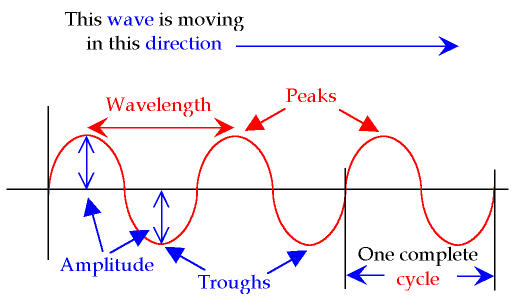 This wave is moving
in this direction
Wavelength
Peaks
Amplitude
Troughs
One complete
cycle